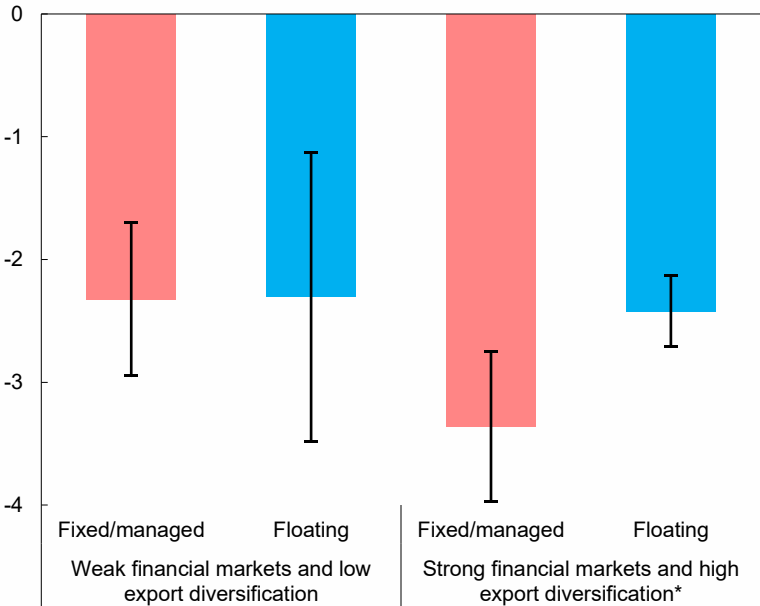 0
-1
-2
-3
-4
Fixed/managed
Floating
Fixed/managed
Floating
Weak financial markets and low
export diversification
Strong financial markets and high
export diversification*